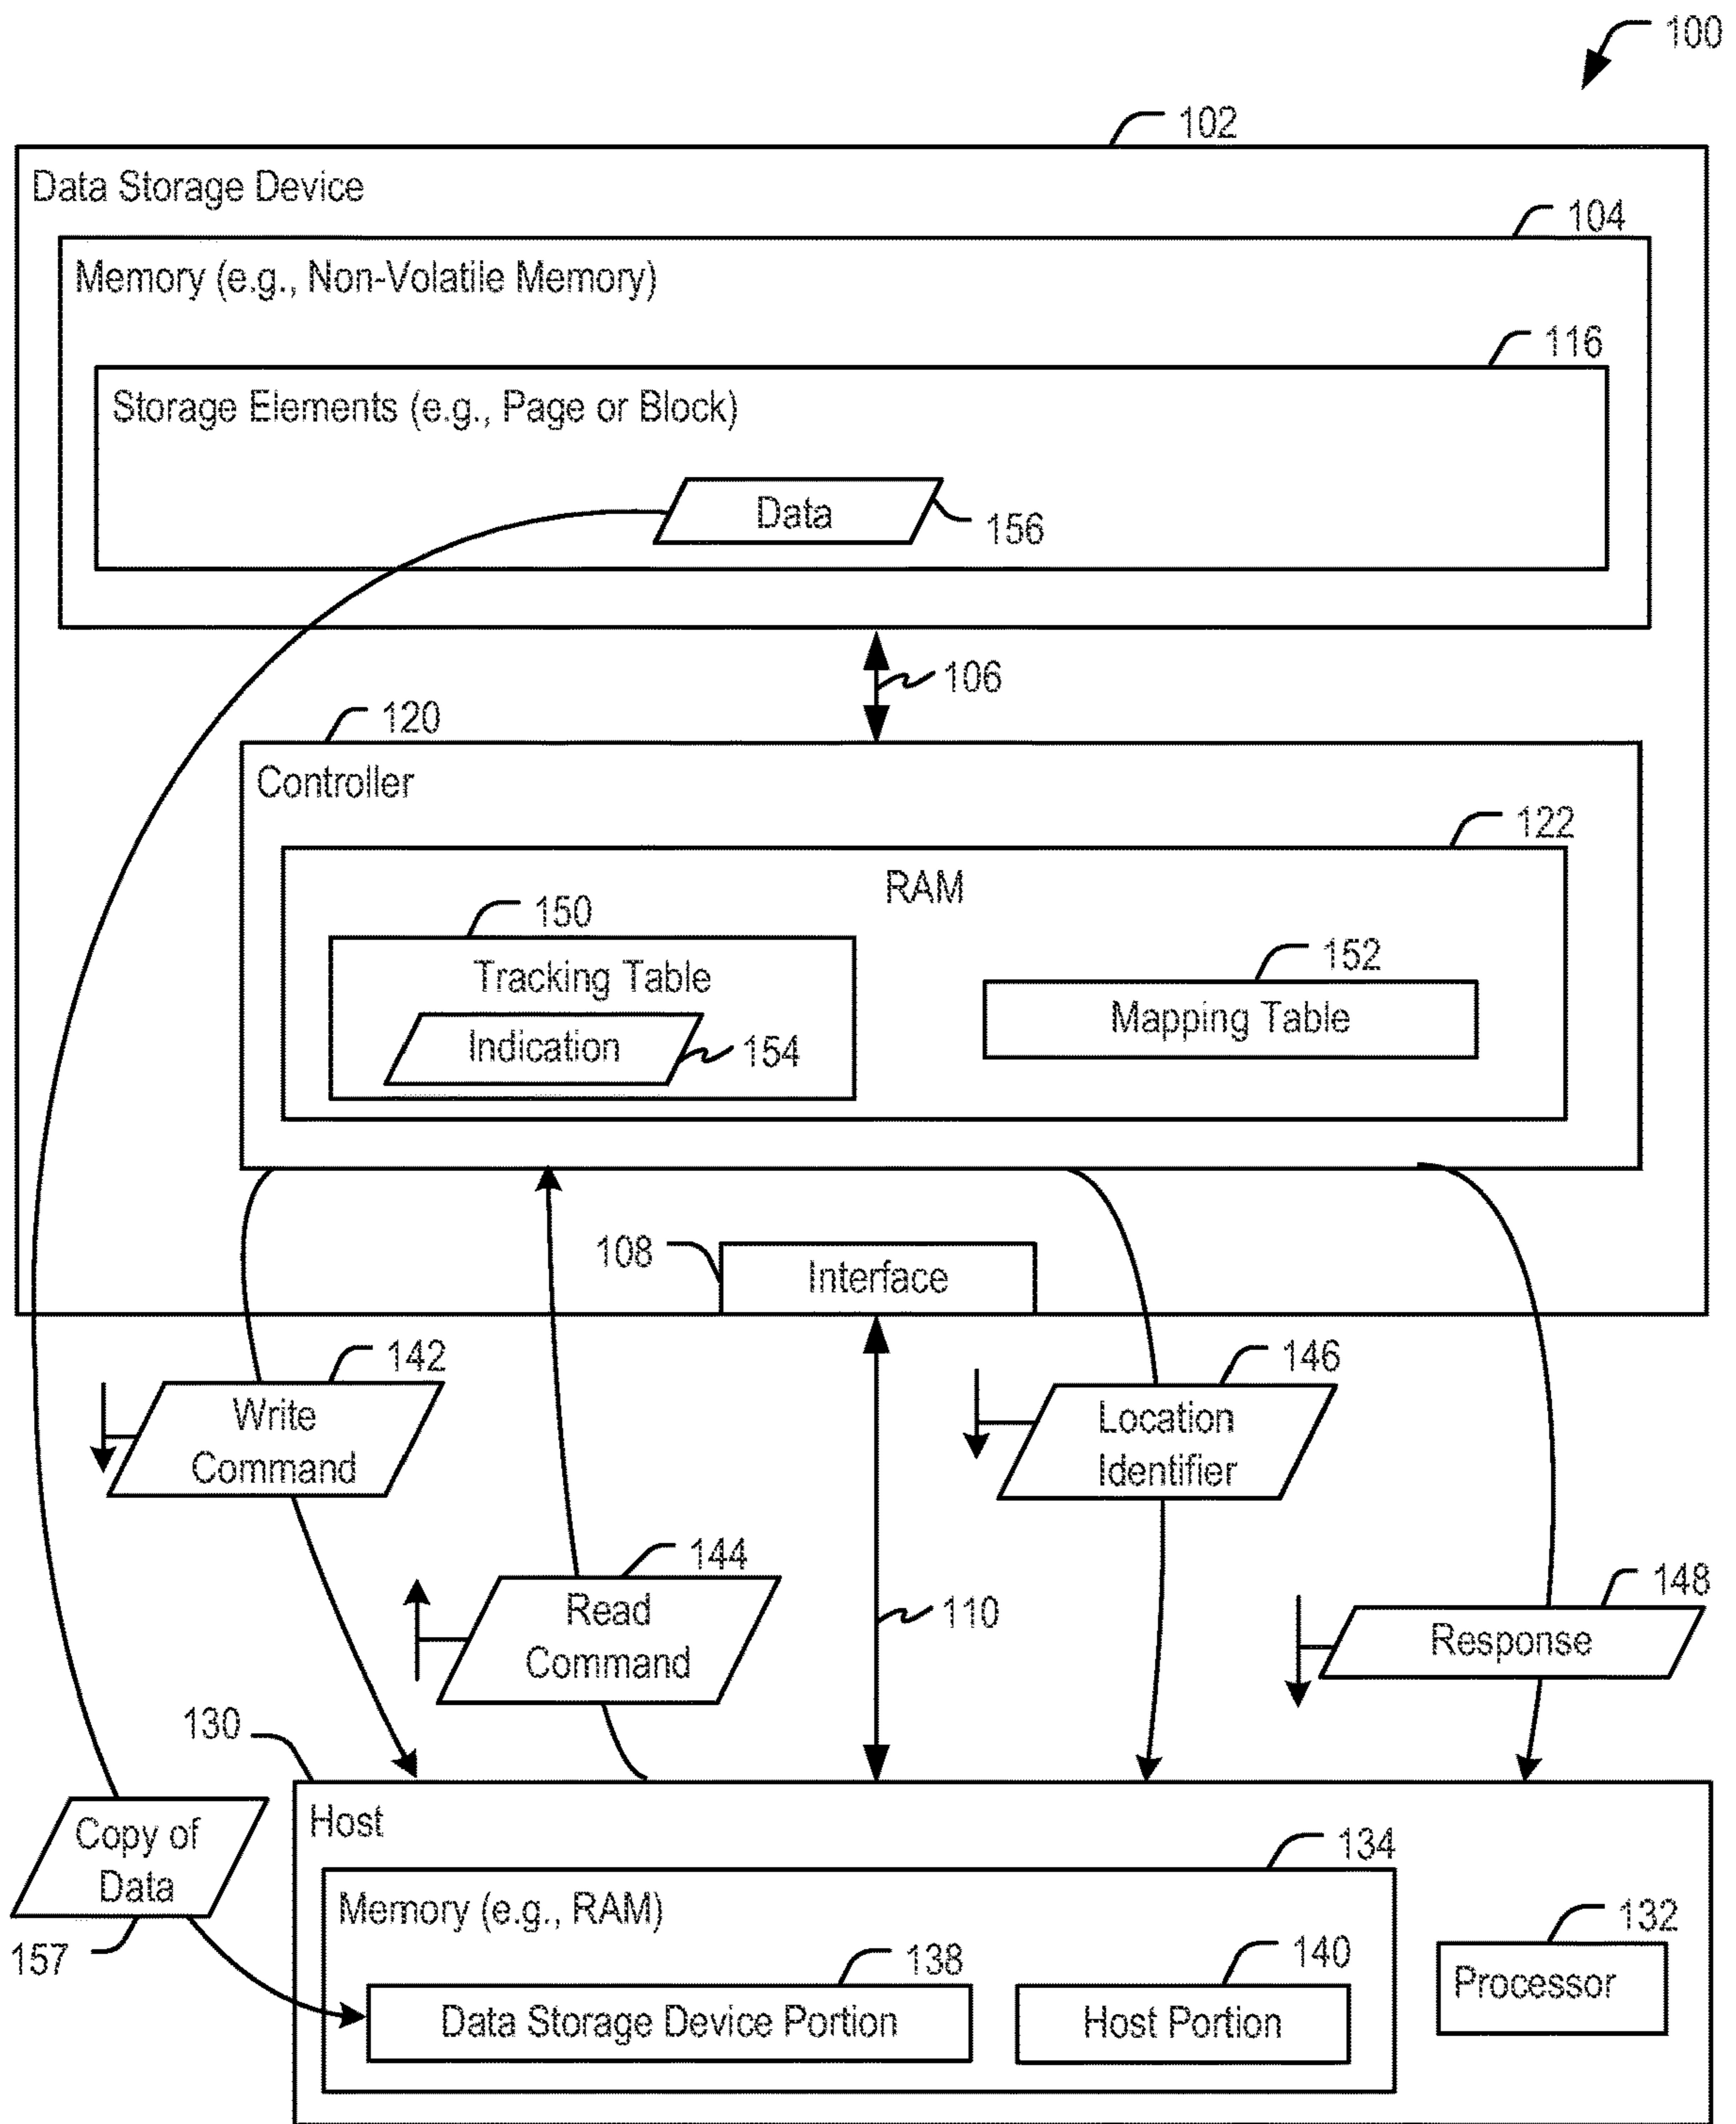 100
102
Data Storage Device
104
Memory (e.g., Non-Volatile Memory)
116
Storage Elements (e.g., Page or Block)
Data
156
106
120
Controller
122
RAM
150
Tracking Table
152
Mapping Table
Indication
154
108
Interface
142
Write
Command
146
Location
Identifier
144
Read
Command
110
148
Response
130
Host
Copy of
Data
157
134
Memory (e.g., RAM)
132
Processor
138
Data Storage Device Portion
140
Host Portion